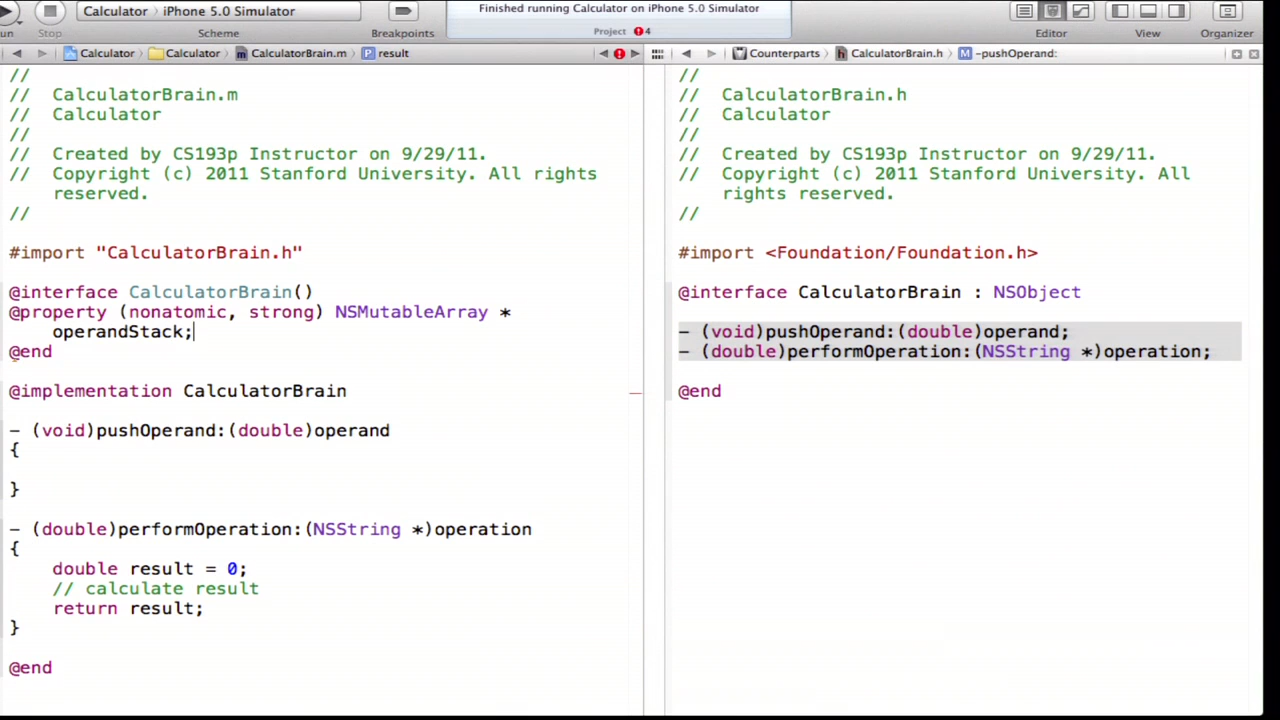 Calculator › iPhone 5.0 Simulator
Finished running Calculator on iPhone 5.0 Simulator
Project 4
un
Stop
Scheme
Breakpoints
Editor
View
Organizer
Calculator › Calculator › CalculatorBrain.m › result
Counterparts › CalculatorBrain.h › M -pushOperand:
//
//  CalculatorBrain.m
//  Calculator
//
//  Created by CS193p Instructor on 9/29/11.
//  Copyright (c) 2011 Stanford University. All rights
reserved.
//
#import "CalculatorBrain.h"
@interface CalculatorBrain()
@property (nonatomic, strong) NSMutableArray *
operandStack;
@end
@implementation CalculatorBrain
- (void)pushOperand:(double)operand
{
}
- (double)performOperation:(NSString *)operation
{
double result = 0;
// calculate result
return result;
}
@end
//
//  CalculatorBrain.h
//  Calculator
//
//  Created by CS193p Instructor on 9/29/11.
//  Copyright (c) 2011 Stanford University. All
rights reserved.
//
#import <Foundation/Foundation.h>
@interface CalculatorBrain : NSObject
- (void)pushOperand:(double)operand;
- (double)performOperation:(NSString *)operation;
@end